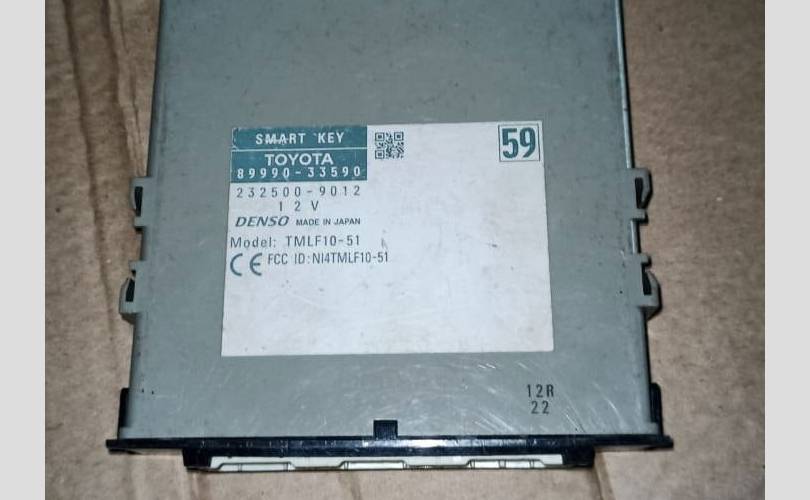 SMART KEY
TOYOTA
89990-33590
59
232500-9012
12V
DENSO MADE IN JAPAN
Model: TMLF10-51
CE FCC ID:NI4TMLF10-51
12R
22